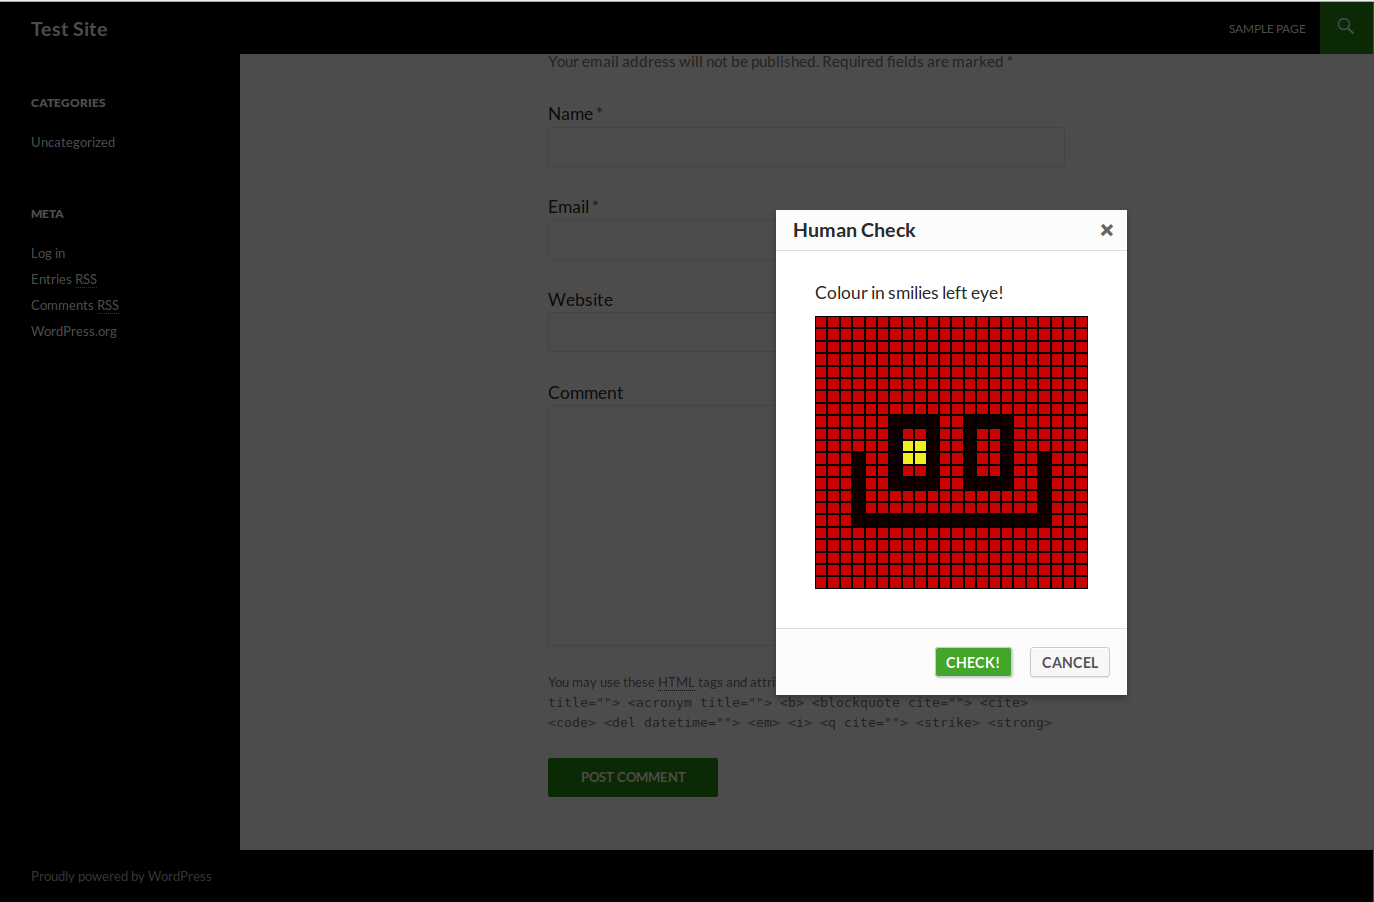 Test Site
SAMPLE PAGE
CATEGORIES
Uncategorized
META
Log in
Entries RSS
Comments RSS
WordPress.org
Your email address will not be published. Required fields are marked *
Name *
Email *
Website
Comment
Human Check
×
Colour in smilies left eye!
CHECK!
CANCEL
You may use these HTML tags and attri
title=""> <acronym title=""> <b> <blockquote cite=""> <cite>
<code> <del datetime=""> <em> <i> <q cite=""> <strike> <strong>
POST COMMENT
Proudly powered by WordPress